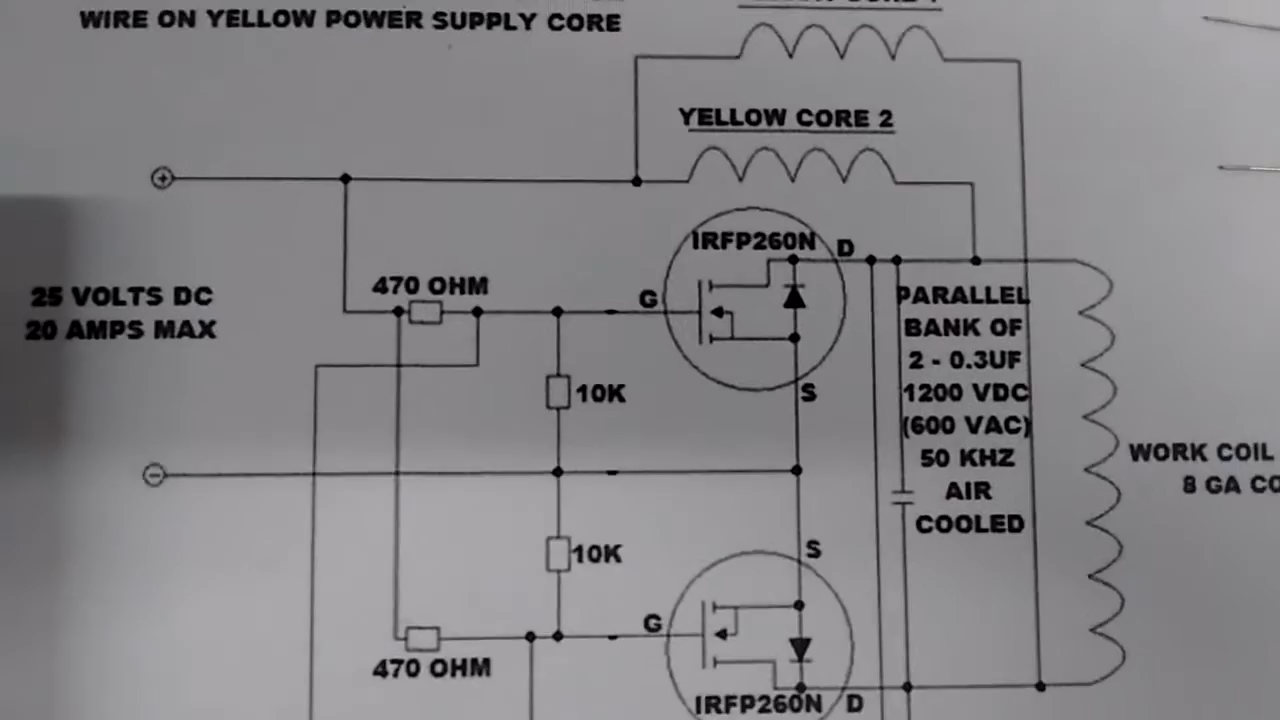 WIRE ON YELLOW POWER SUPPLY CORE
YELLOW CORE 2
IRFP260N
D
470 OHM
G
25 VOLTS DC
20 AMPS MAX
PARALLEL
BANK OF
2 - 0.3UF
1200 VDC
(600 VAC)
50 KHZ
AIR
COOLED
10K
S
WORK COIL
8 GA
10K
S
G
470 OHM
IRFP260N
D